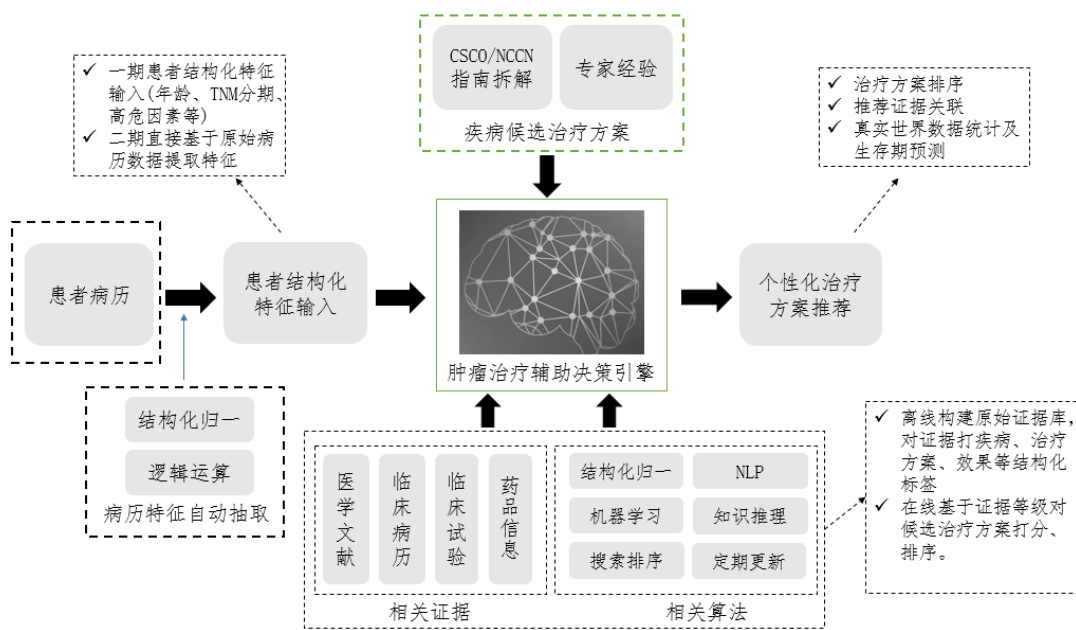 CSCO/NCCN
指南拆解
专家经验
疾病候选治疗方案
✓ 一期患者结构化特征
输入(年龄、TNM分期、
高危因素等)
✓ 二期直接基于原始病
历数据提取特征
✓ 治疗方案排序
✓ 推荐证据关联
✓ 真实世界数据统计及
生存期预测
患者病历
患者结构化
特征输入
肿瘤治疗辅助决策引擎
个性化治疗
方案推荐
结构化归一
逻辑运算
病历特征自动抽取
医学文献
临床病历
临床试验
药品信息
相关证据
结构化归一
NLP
机器学习
知识推理
搜索排序
定期更新
相关算法
✓ 离线构建原始证据库,
对证据打疾病、治疗
方案、效果等结构化
标签
✓ 在线基于证据等级对
候选治疗方案打分、
排序。